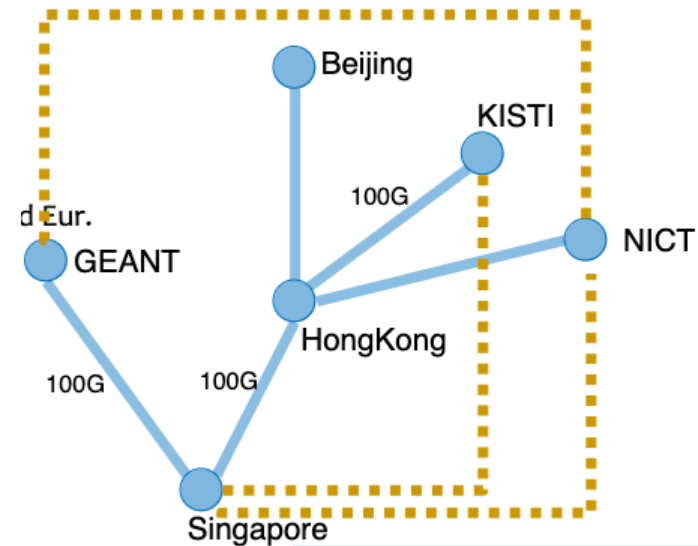 Beijing
KISTI
100G
d Eur.
NICT
GEANT
HongKong
100G
100G
Singapore